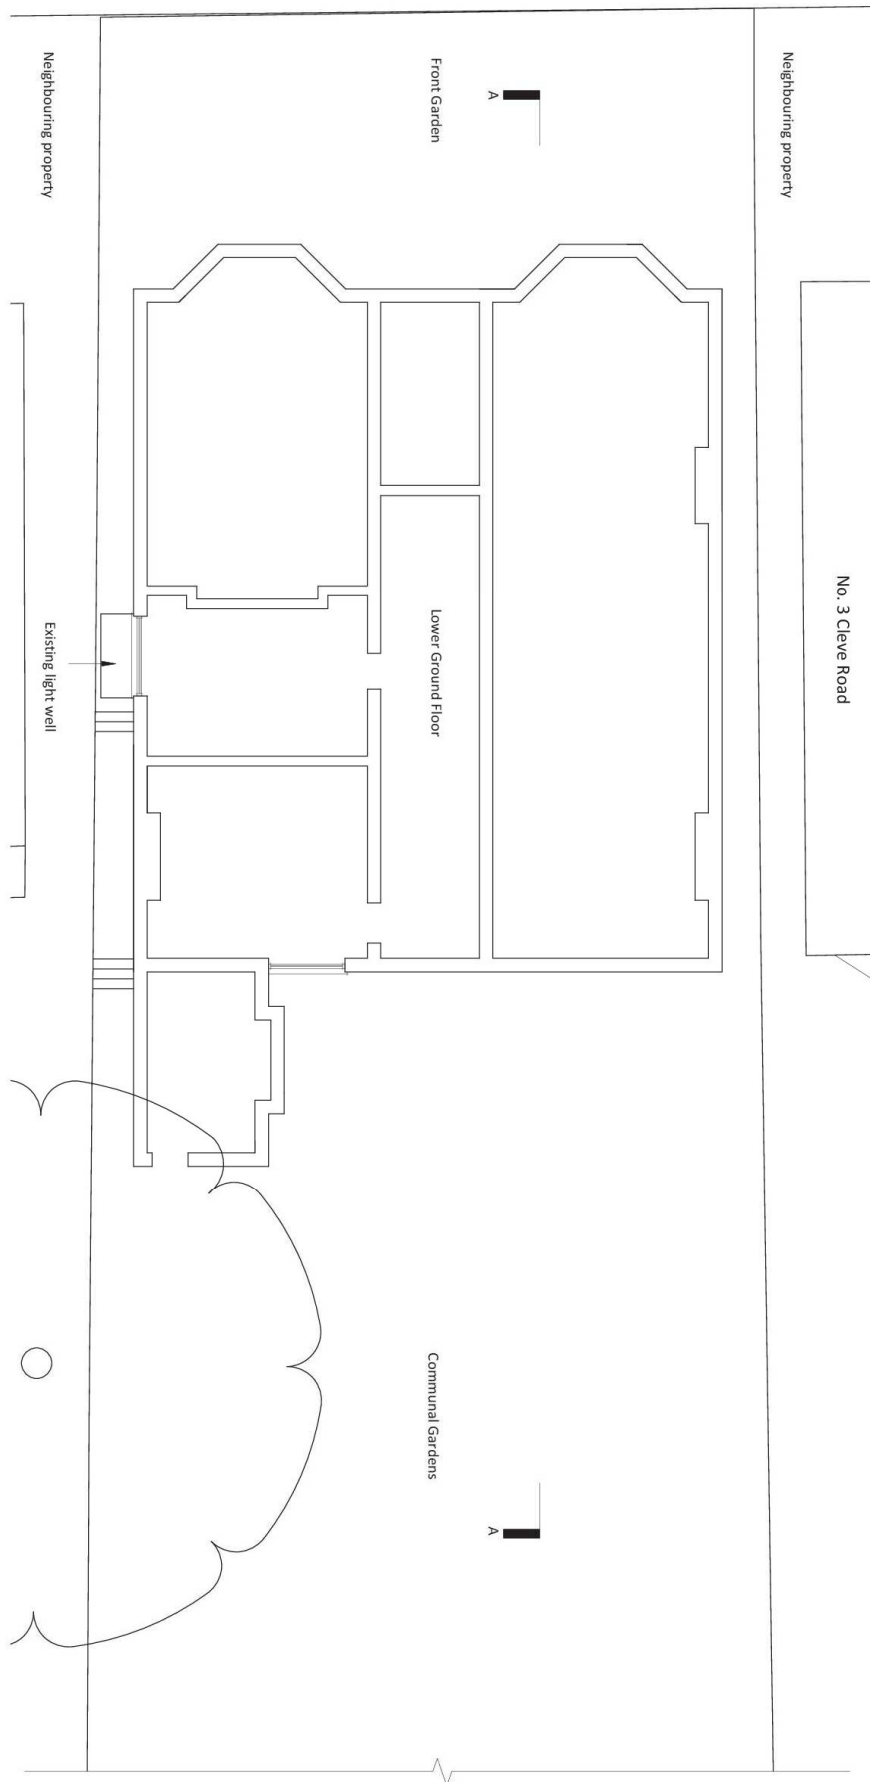 Neighbouring property
No. 3 Cleve Road
A
A
Front Garden
Lower Ground Floor
Communal Gardens
Neighbouring property
Existing light well